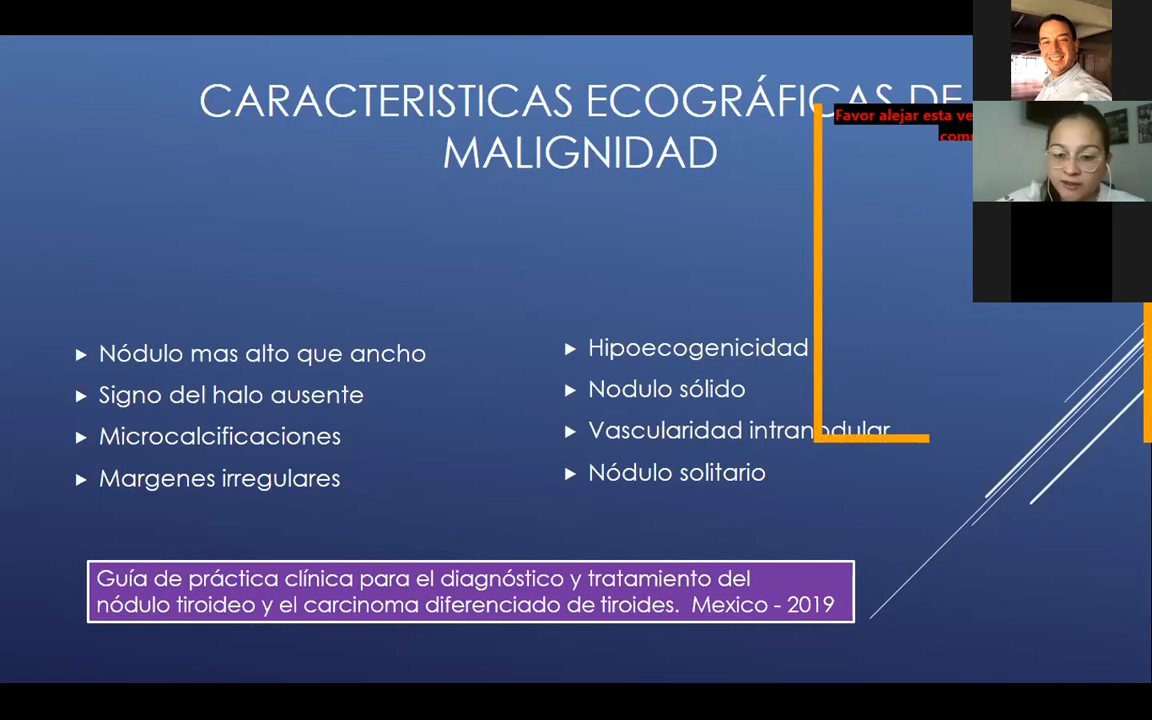 CARACTERISTICAS ECOGRÁFICAS DE
MALIGNIDAD
Favor alejar esta
Nódulo mas alto que ancho
Signo del halo ausente
Microcalcificaciones
Margenes irregulares
Hipoecogenicidad
Nodulo sólido
Vascularidad intranodular
Nódulo solitario
Guía de práctica clínica para el diagnóstico y tratamiento del
nódulo tiroideo y el carcinoma diferenciado de tiroides. Mexico - 2019